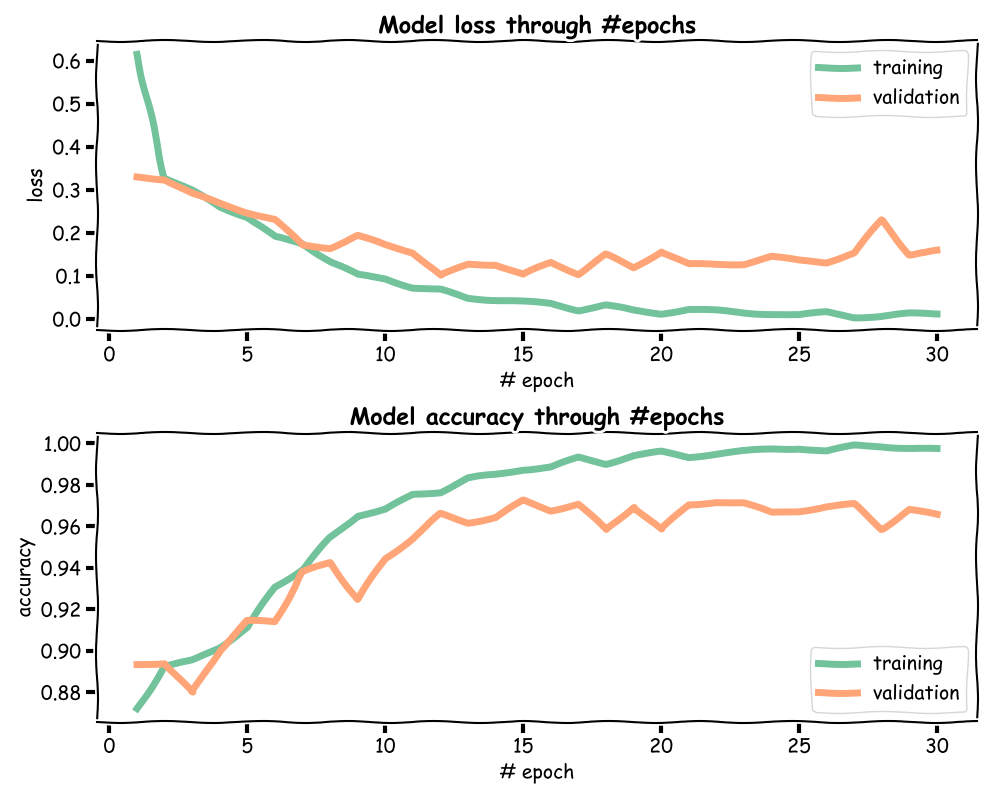 Model loss through #epochs
0.6
0.5
0.4
0.3
0.2
0.1
0.0
loss
training
validation
0 5 10 15 20 25 30
# epoch
Model accuracy through #epochs
1.00
0.98
0.96
0.94
0.92
0.90
0.88
accuracy
training
validation
0 5 10 15 20 25 30
# epoch